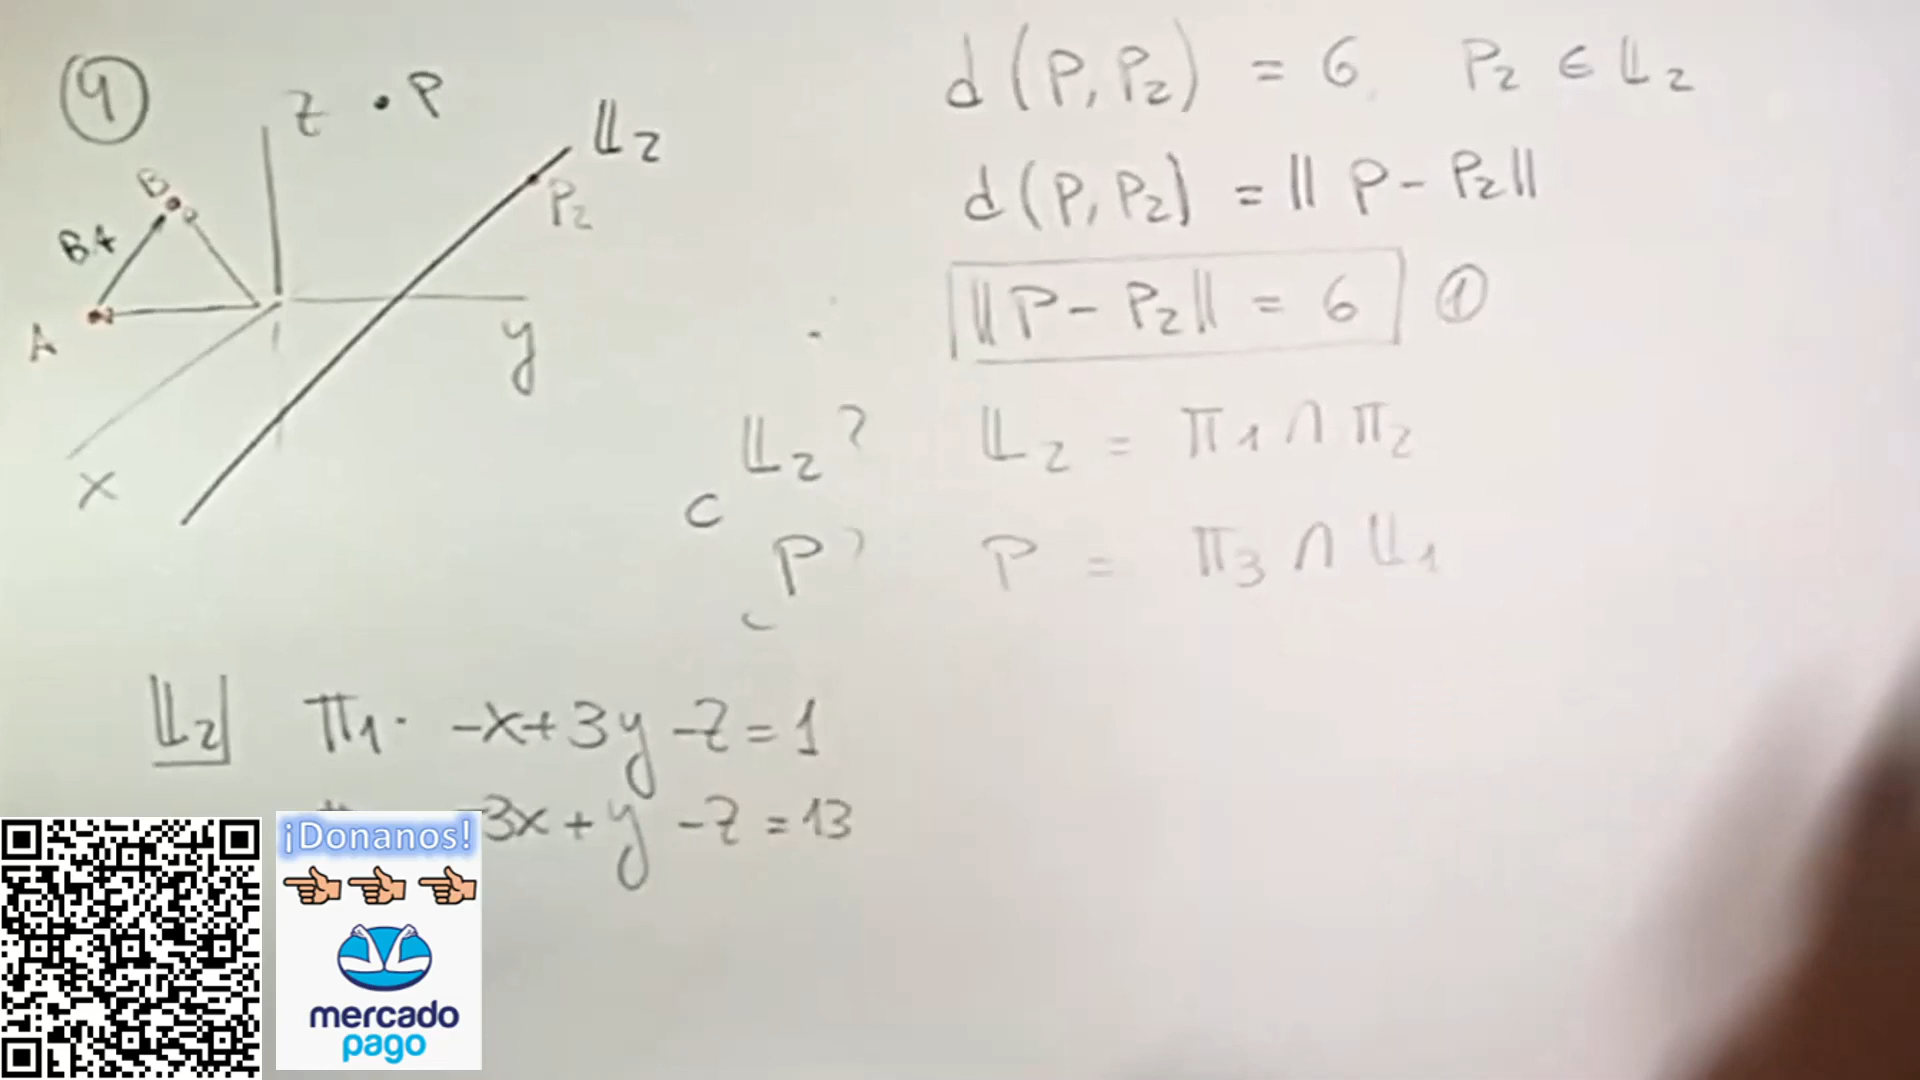 ④
z
• P
𝕃₂
P₂
B
BA
A
y
x
d(P, P₂) = 6 P₂ ∈ 𝕃₂
d(P, P₂) = ‖P - P₂‖
∴ ‖P - P₂‖ = 6 ①
𝕃₂? 𝕃₂ = π₁ ∩ π₂
C
P? P = π₃ ∩ 𝕃₁
𝕃₂ π₁. -x+3y-z=1
-3x+y-z=13
¡Donanos!
mercado
pago